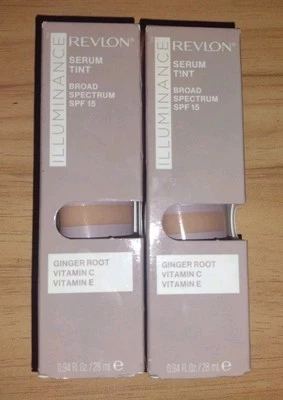 ILLUMINANCE
REVLON
SERUM
TINT
BROAD
SPECTRUM
SPF 15
GINGER ROOT
VITAMIN C
VITAMIN E
0.94 fl.Oz / 28 ml e
ILLUMINANCE
REVLON
SERUM
TINT
BROAD
SPECTRUM
SPF 15
GINGER ROOT
VITAMIN C
VITAMIN E
0.94 fl.Oz / 28 ml e